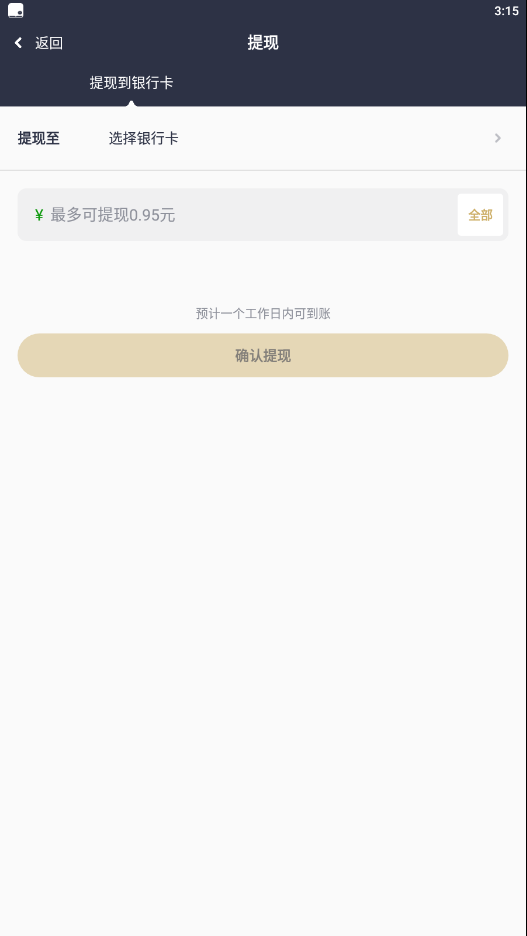 3:15
返回
提现
提现到银行卡
提现至 选择银行卡
¥ 最多可提现0.95元 全部
预计一个工作日内可到账
确认提现